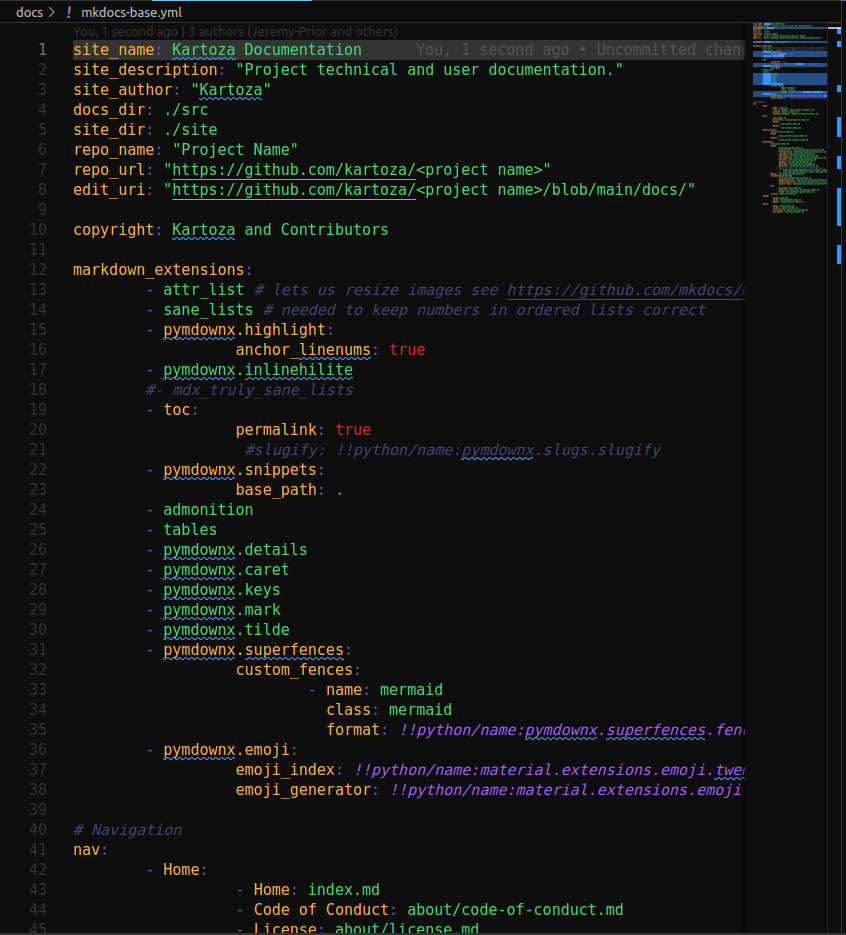 docs > ! mkdocs-base.yml
You, 1 second ago | 3 authors (Jeremy-Prior and others)
1 site_name: Kartoza Documentation You, 1 second ago • Uncommitted chan
2 site_description: "Project technical and user documentation."
3 site_author: "Kartoza"
4 docs_dir: ./src
5 site_dir: ./site
6 repo_name: "Project Name"
7 repo_url: "https://github.com/kartoza/<project name>"
8 edit_uri: "https://github.com/kartoza/<project name>/blob/main/docs/"
9
10 copyright: Kartoza and Contributors
11
12 markdown_extensions:
13 - attr_list # lets us resize images see https://github.com/mkdocs/
14 - sane_lists # needed to keep numbers in ordered lists correct
15 - pymdownx.highlight:
16 anchor_linenums: true
17 - pymdownx.inlinehilite
18 #- mdx_truly_sane_lists
19 - toc:
20 permalink: true
21 #slugify: !!python/name:pymdownx.slugs.slugify
22 - pymdownx.snippets:
23 base_path: .
24 - admonition
25 - tables
26 - pymdownx.details
27 - pymdownx.caret
28 - pymdownx.keys
29 - pymdownx.mark
30 - pymdownx.tilde
31 - pymdownx.superfences:
32 custom_fences:
33 - name: mermaid
34 class: mermaid
35 format: !!python/name:pymdownx.superfences.fen
36 - pymdownx.emoji:
37 emoji_index: !!python/name:material.extensions.emoji.twe
38 emoji_generator: !!python/name:material.extensions.emoji
39
40 # Navigation
41 nav:
42 - Home:
43 - Home: index.md
44 - Code of Conduct: about/code-of-conduct.md
45 - License: about/license.md